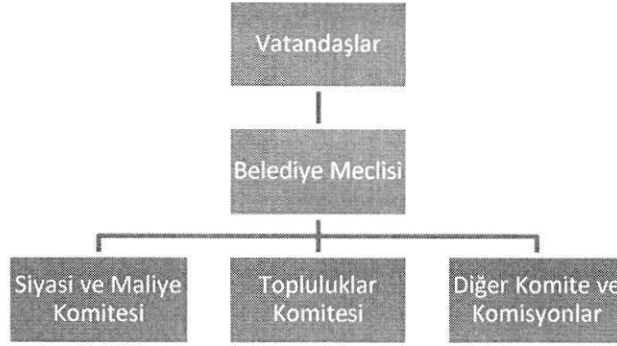 Vatandaşlar
Belediye Meclisi
Siyasi ve Maliye
Komitesi
Topluluklar
Komitesi
Diğer Komite ve
Komisyonlar